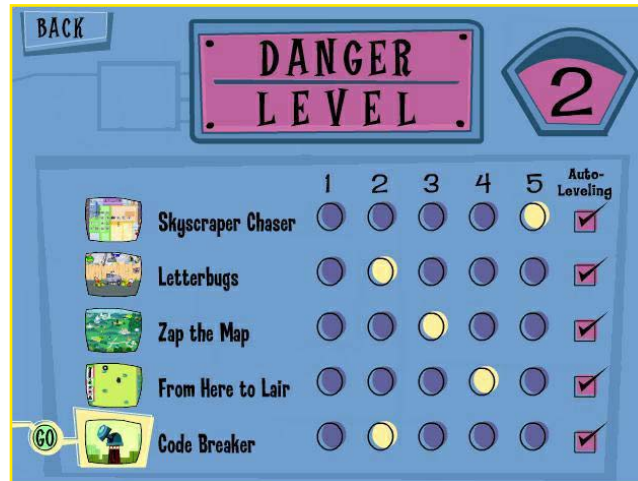 BACK
DANGER
LEVEL
2
1 2 3 4 5 Auto-
Leveling
Skyscraper Chaser
Letterbugs
Zap the Map
From Here to Lair
GO
Code Breaker